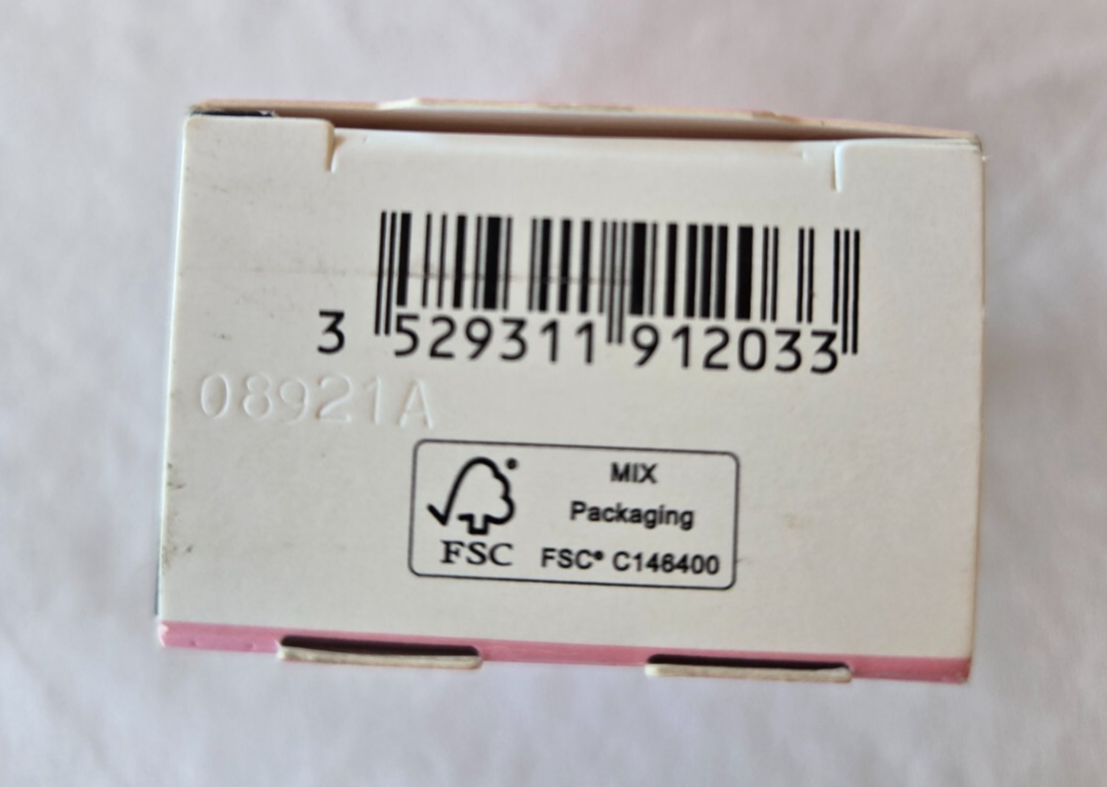 3 529311 912033
08921A
MIX
Packaging
FSC
FSC® C146400